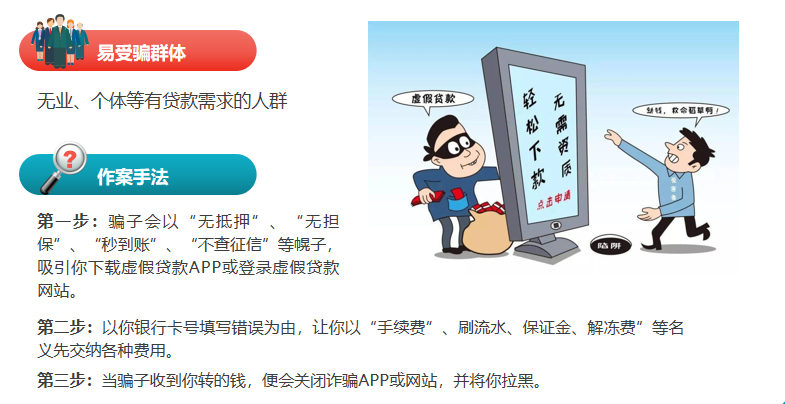 易受骗群体
无业、个体等有贷款需求的人群
作案手法
第一步：骗子会以“无抵押”、“无担
保”、“秒到账”、“不查征信”等幌子，
吸引你下载虚假贷款APP或登录虚假贷款
网站。
第二步：以你银行卡号填写错误为由，让你以“手续费”、刷流水、保证金、解冻费”等名
义先交纳各种费用。
第三步：当骗子收到你转的钱，便会关闭诈骗APP或网站，并将你拉黑。
虚假贷款
无需资质
轻松下款
点击申请
缺钱，救命稻草啊！
陷阱